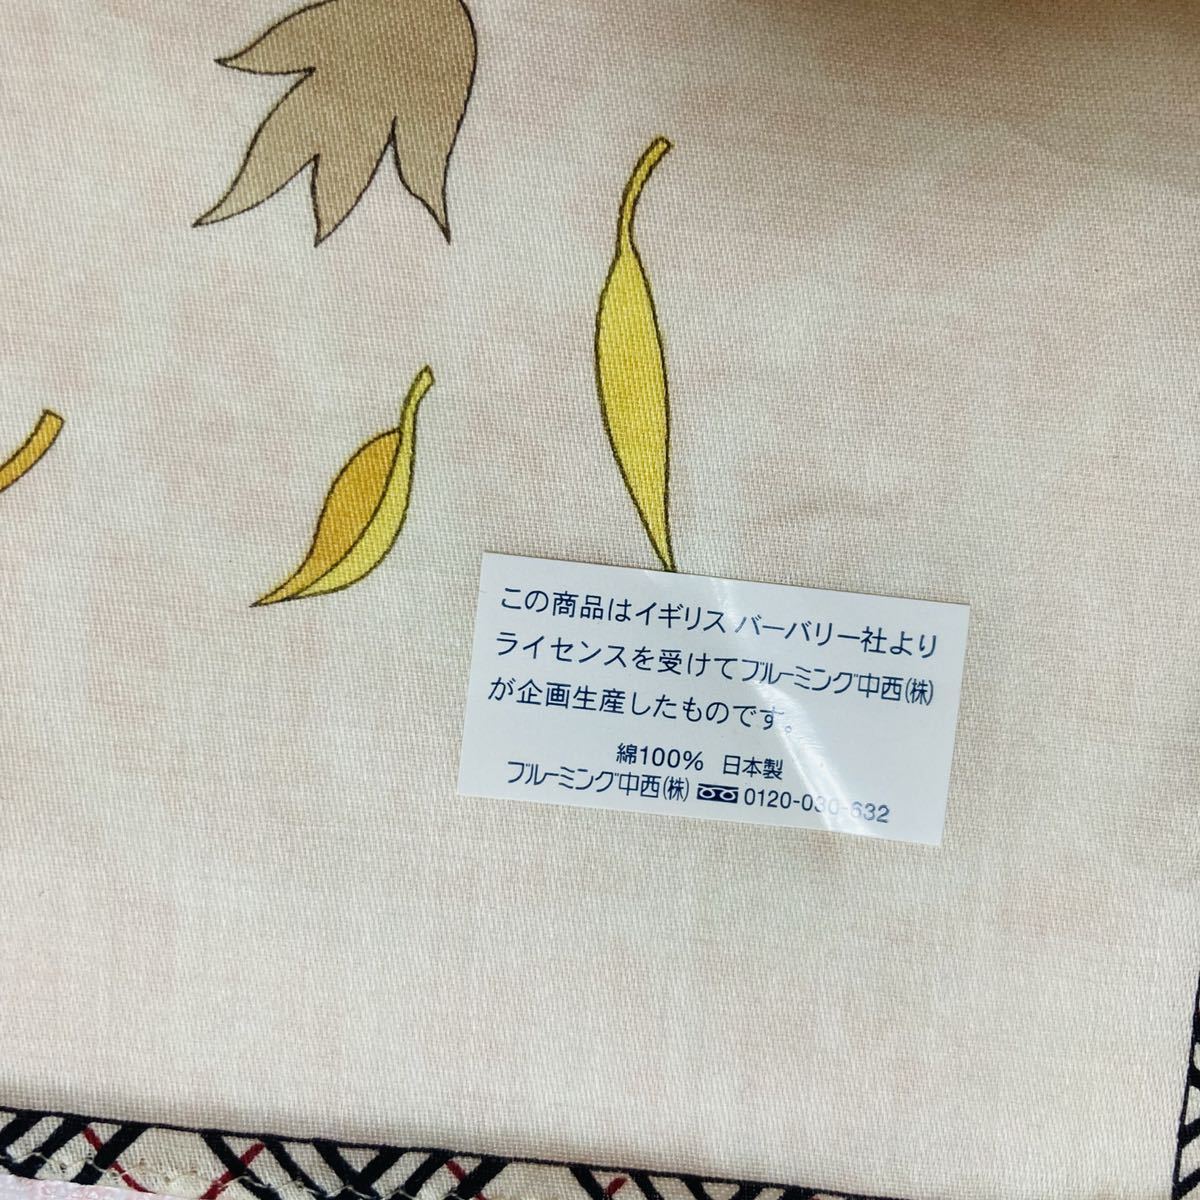 この商品はイギリス バーバリー社より
ライセンスを受けてブルーミング中西(株)
が企画生産したものです。
綿100% 日本製
ブルーミング中西(株) 0120-030-632